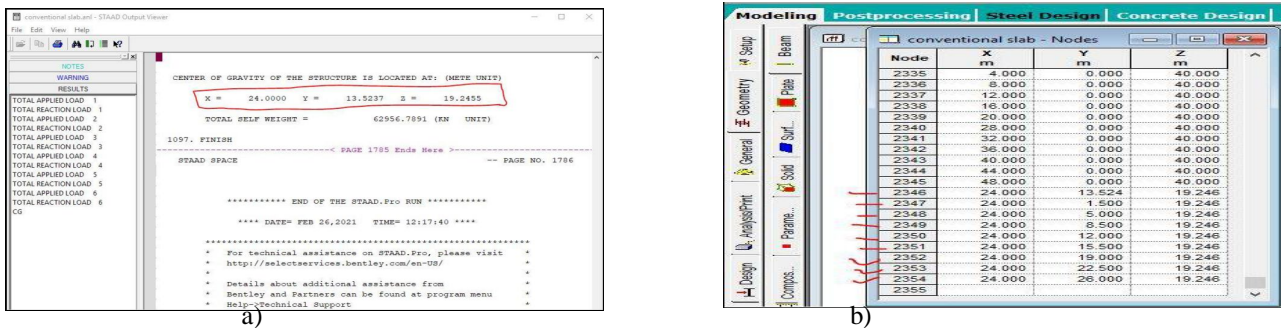 conventional slab.anl - STAAD Output Viewer
File Edit View Help
NOTES
WARNING
RESULTS
TOTAL APPLIED LOAD 1
TOTAL REACTION LOAD 1
TOTAL APPLIED LOAD 2
TOTAL REACTION LOAD 2
TOTAL APPLIED LOAD 3
TOTAL REACTION LOAD 3
TOTAL APPLIED LOAD 4
TOTAL REACTION LOAD 4
TOTAL APPLIED LOAD 5
TOTAL REACTION LOAD 5
TOTAL APPLIED LOAD 6
TOTAL REACTION LOAD 6
CG
CENTER OF GRAVITY OF THE STRUCTURE IS LOCATED AT: (METE UNIT)
X = 24.0000 Y = 13.5237 Z = 19.2455
TOTAL SELF WEIGHT = 62956.7891 (KN UNIT)
1097. FINISH
< PAGE 1785 Ends Here >
STAAD SPACE -- PAGE NO. 1786
*********** END OF THE STAAD.Pro RUN ***********
**** DATE= FEB 26,2021 TIME= 12:17:40 ****
* For technical assistance on STAAD.Pro, please visit *
* http://selectservices.bentley.com/en-US/ *
* Details about additional assistance from *
* Bentley and Partners can be found at program menu *
* Help->Technical Support *
a)
Modeling Postprocessing Steel Design Concrete Design
Setup
Geometry
General
Analysis/Print
Design
Beam
Plate
Surf...
Solid
Parame...
Compos...
conventional slab - Nodes
Node X m Y m Z m
2335 4.000 0.000 40.000
2336 8.000 0.000 40.000
2337 12.000 0.000 40.000
2338 16.000 0.000 40.000
2339 20.000 0.000 40.000
2340 28.000 0.000 40.000
2341 32.000 0.000 40.000
2342 36.000 0.000 40.000
2343 40.000 0.000 40.000
2344 44.000 0.000 40.000
2345 48.000 0.000 40.000
2346 24.000 13.524 19.246
2347 24.000 1.500 19.246
2348 24.000 5.000 19.246
2349 24.000 8.500 19.246
2350 24.000 12.000 19.246
2351 24.000 15.500 19.246
2352 24.000 19.000 19.246
2353 24.000 22.500 19.246
2354 24.000 26.000 19.246
2355
b)